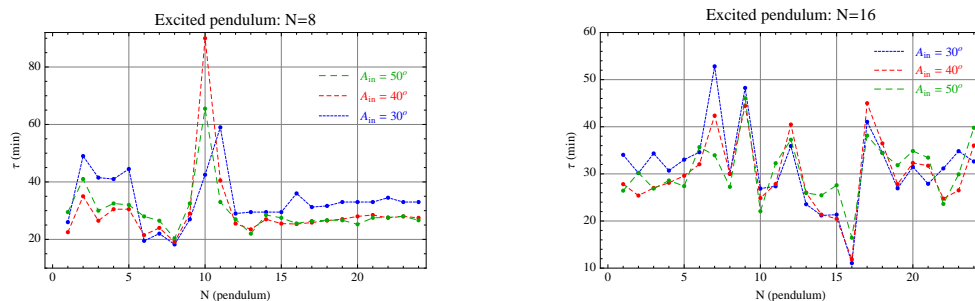 Excited pendulum: N=8
80
60
40
20
τ (min)
A_in = 50°
A_in = 40°
A_in = 30°
0
5
10
15
20
N (pendulum)
Excited pendulum: N=16
60
50
40
30
20
10
τ (min)
A_in = 30°
A_in = 40°
A_in = 50°
0
5
10
15
20
N (pendulum)